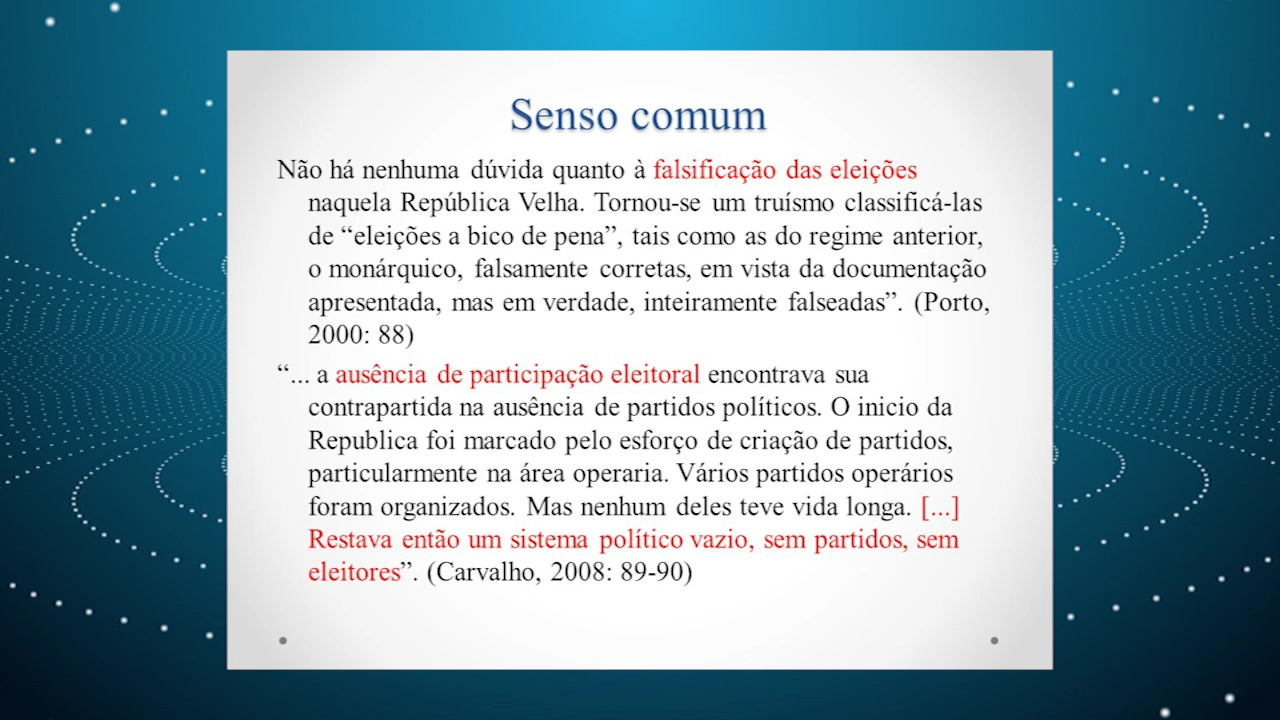 Senso comum
Não há nenhuma dúvida quanto à falsificação das eleições
naquela República Velha. Tornou-se um truísmo classificá-las
de “eleições a bico de pena”, tais como as do regime anterior,
o monárquico, falsamente corretas, em vista da documentação
apresentada, mas em verdade, inteiramente falseadas”. (Porto,
2000: 88)
“... a ausência de participação eleitoral encontrava sua
contrapartida na ausência de partidos políticos. O inicio da
Republica foi marcado pelo esforço de criação de partidos,
particularmente na área operaria. Vários partidos operários
foram organizados. Mas nenhum deles teve vida longa. [...]
Restava então um sistema político vazio, sem partidos, sem
eleitores”. (Carvalho, 2008: 89-90)